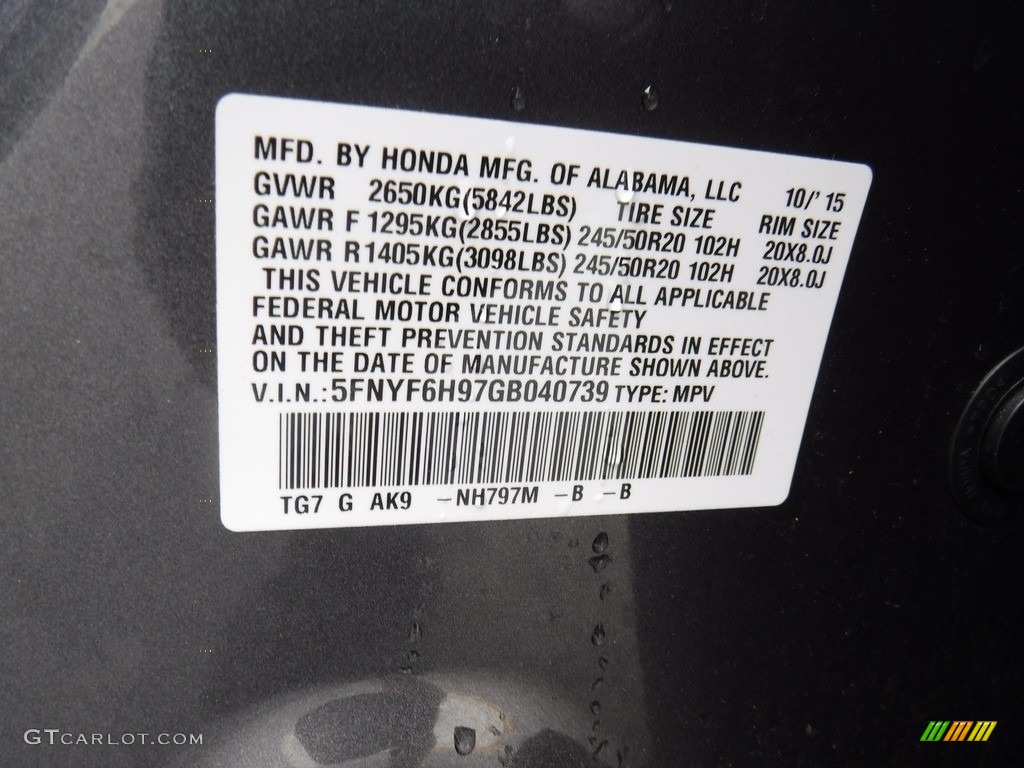 MFD. BY HONDA MFG. OF ALABAMA, LLC 10/'15
GVWR 2650KG(5842LBS) TIRE SIZE RIM SIZE
GAWR F 1295KG(2855LBS) 245/50R20 102H 20X8.0J
GAWR R 1405KG(3098LBS) 245/50R20 102H 20X8.0J
THIS VEHICLE CONFORMS TO ALL APPLICABLE
FEDERAL MOTOR VEHICLE SAFETY
AND THEFT PREVENTION STANDARDS IN EFFECT
ON THE DATE OF MANUFACTURE SHOWN ABOVE.
V.I.N.: 5FNYF6H97GB040739 TYPE: MPV
TG7 G AK9 -NH797M -B -B
GTCARLOT.COM